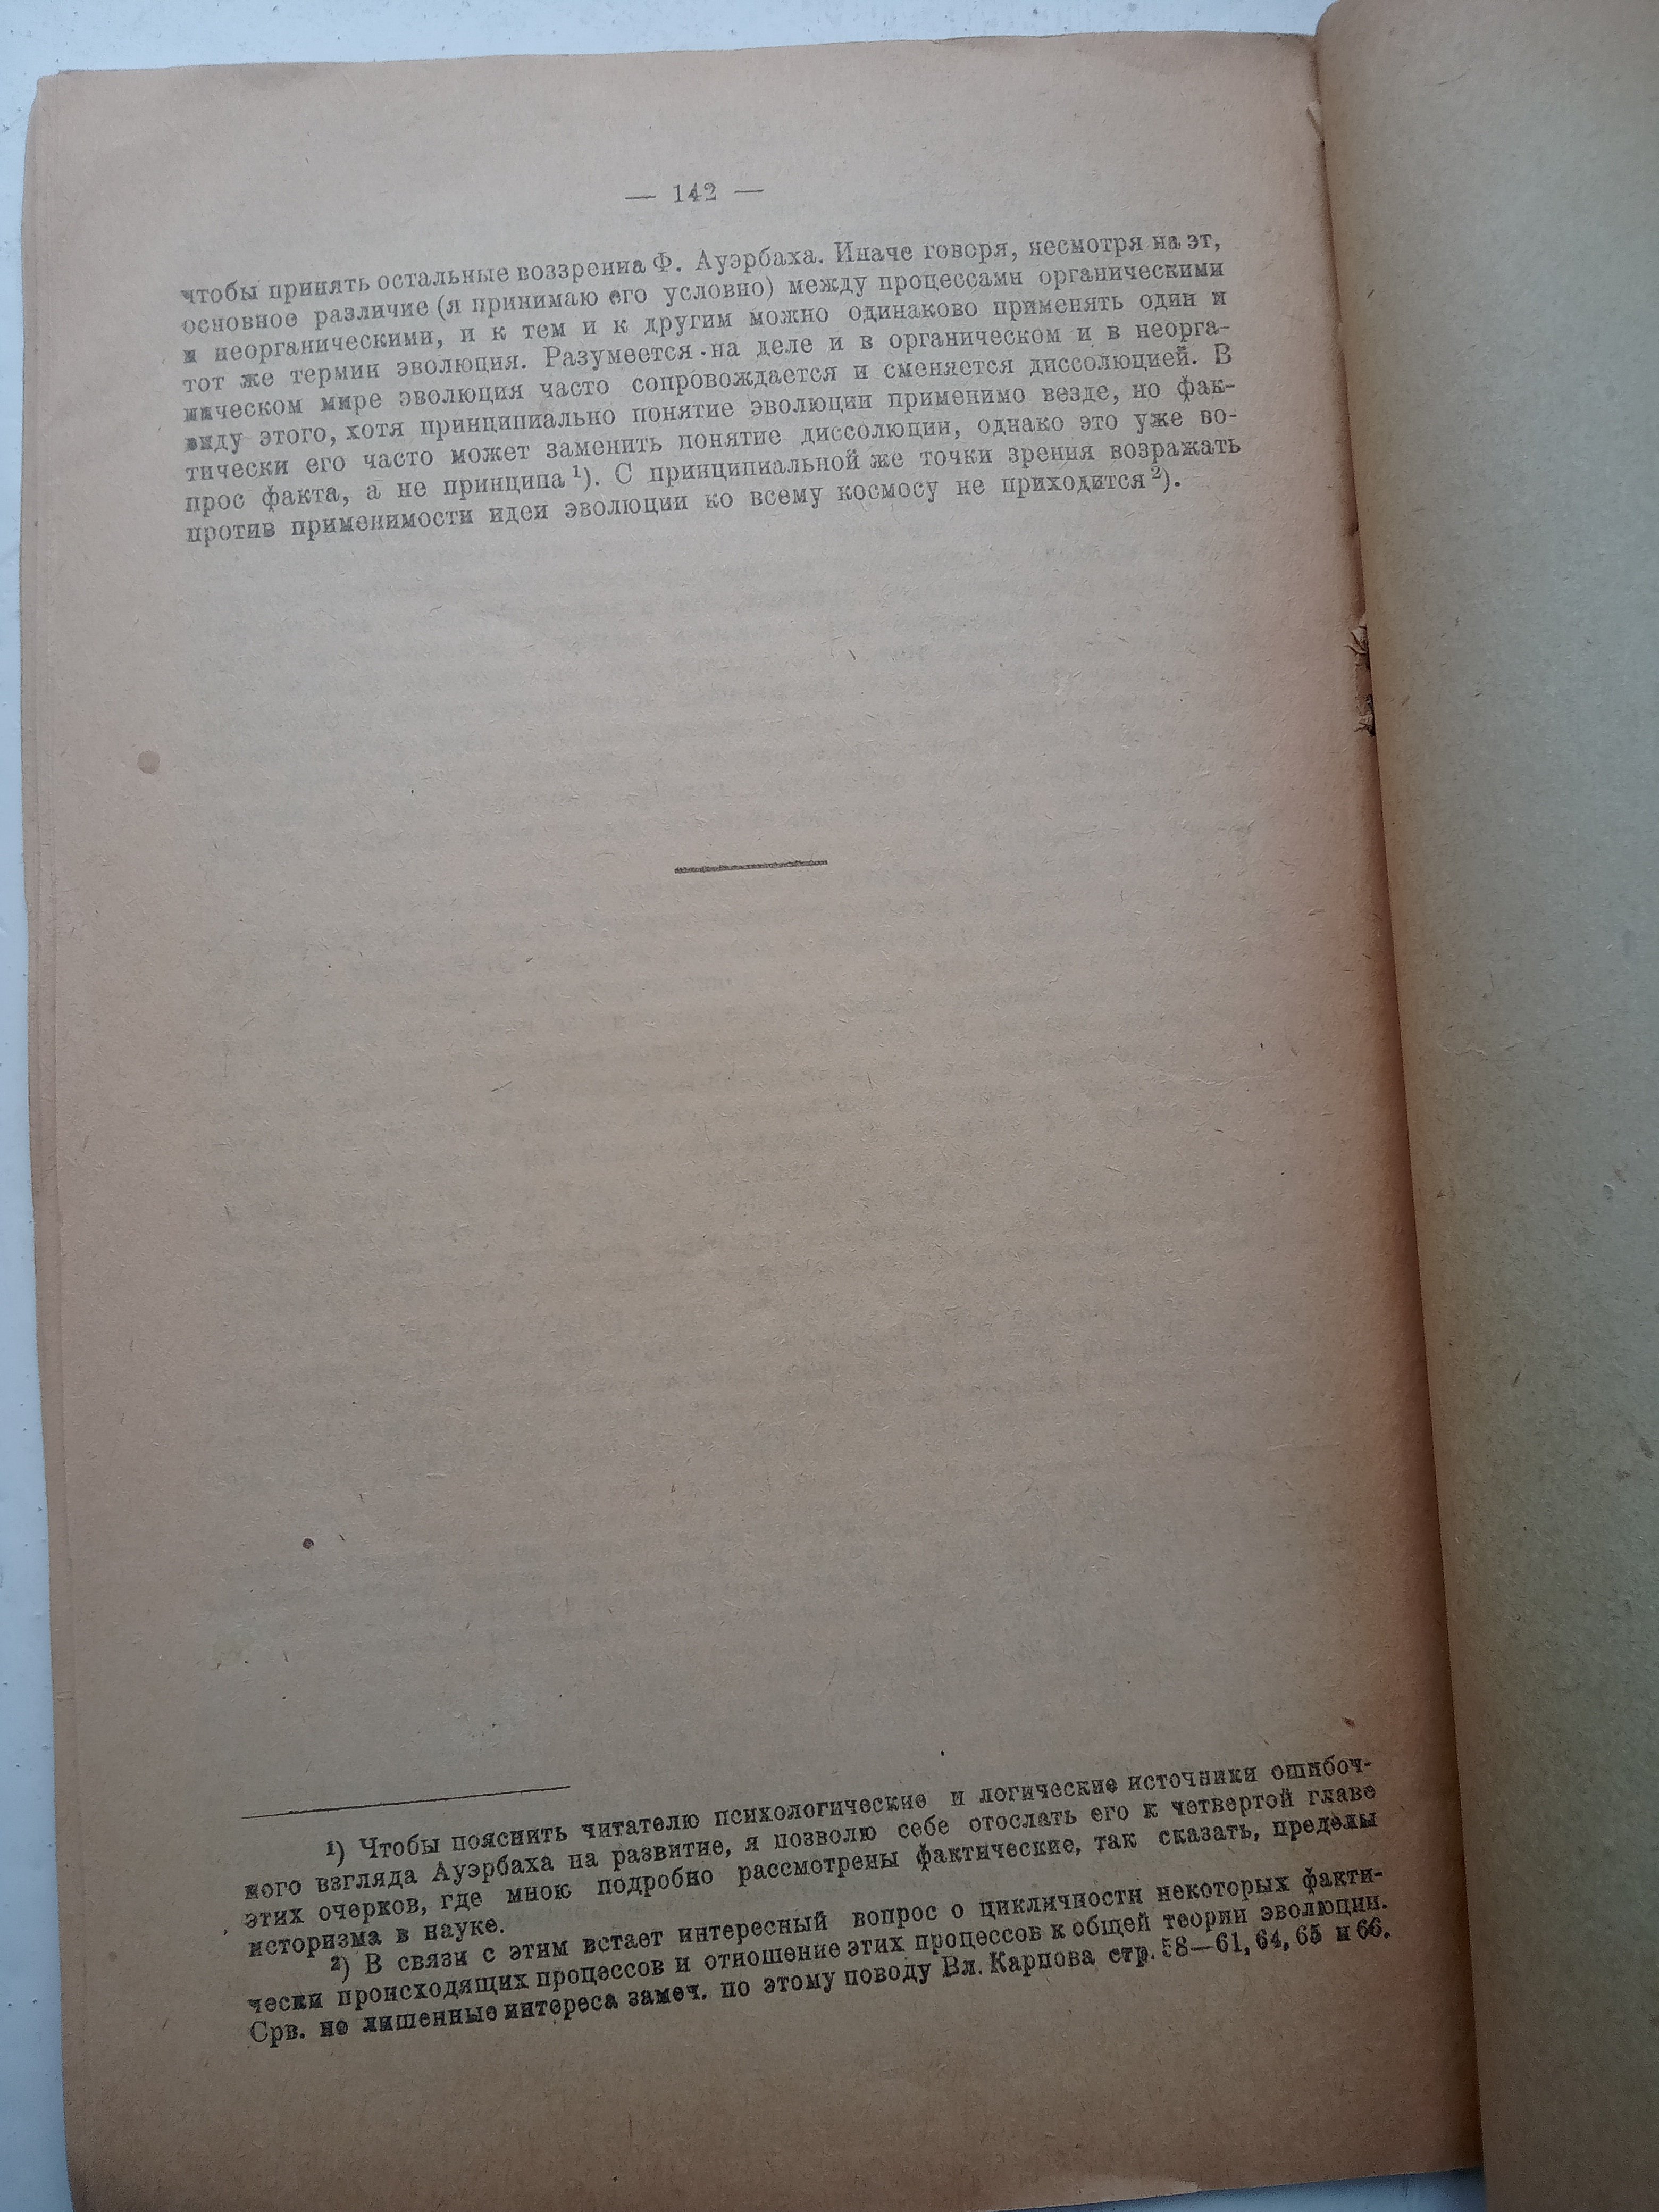 — 142 —
чтобы принять остальные воззрениа Ф. Ауэрбаха. Иначе говоря, несмотря на эт,
основное различие (я принимаю его условно) между процессами органическими
и неорганическими, и к тем и к другим можно одинаково применять один и
тот же термин эволюция. Разумеется на деле и в органическом и в неорга-
ническом мире эволюция часто сопровождается и сменяется диссолюцией. В
виду этого, хотя принципиально понятие эволюции применимо везде, но фак-
тически его часто может заменить понятие диссолюции, однако это уже во-
прос факта, а не принципа ¹). С принципиальной же точки зрения возражать
против применимости идеи эволюции ко всему космосу не приходится ²).
¹) Чтобы пояснить читателю психологические и логические источники ошибоч-
ного взгляда Ауэрбаха на развитие, я позволю себе отослать его к четвертой главе
этих очерков, где мною подробно рассмотрены фактические, так сказать, пределы
историзма в науке.
²) В связи с этим встает интересный вопрос о цикличности некоторых факти-
чески происходящих процессов и отношение этих процессов к общей теории эволюции.
Срв. не лишенные интереса замеч. по этому поводу Вл. Карпова стр. 58—61, 64, 65 и 66.